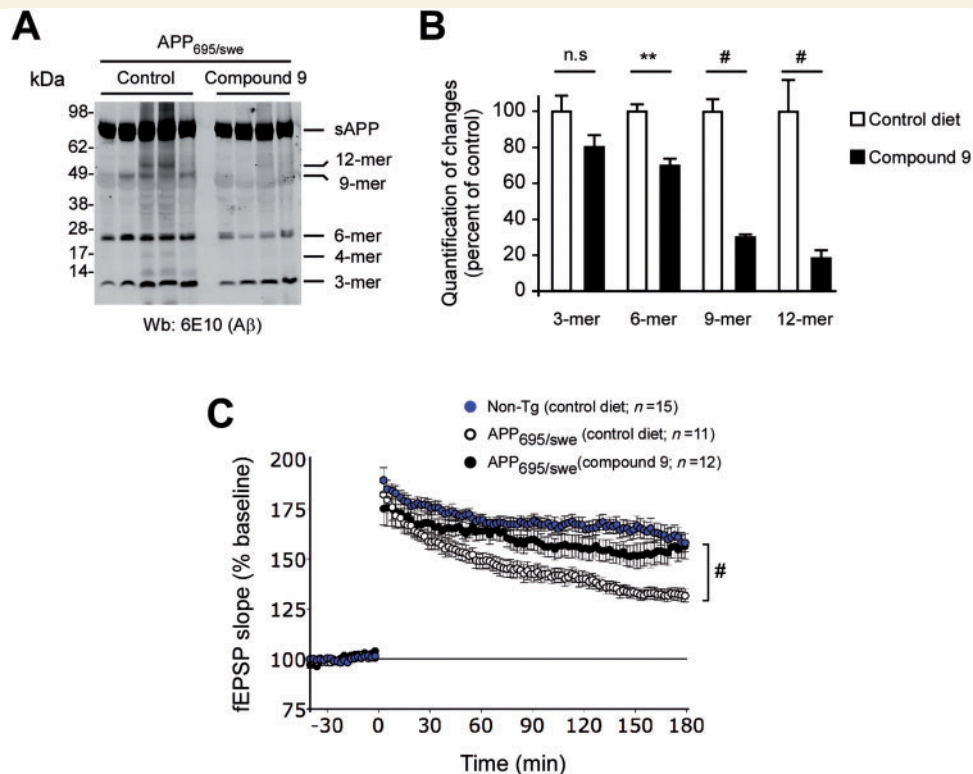 A
APP695/swe
kDa
Control
Compound 9
98-
62-
49-
38-
28-
17-
14-
sAPP
12-mer
9-mer
6-mer
4-mer
3-mer
Wb: 6E10 (Aβ)
B
n.s
**
#
#
Quantification of changes
(percent of control)
100
80
60
40
20
0
3-mer
6-mer
9-mer
12-mer
Control diet
Compound 9
C
Non-Tg (control diet; n=15)
APP695/swe (control diet; n=11)
APP695/swe(compound 9; n=12)
fEPSP slope (% baseline)
200
175
150
125
100
75
#
-30
0
30
60
90
120
150
180
Time (min)